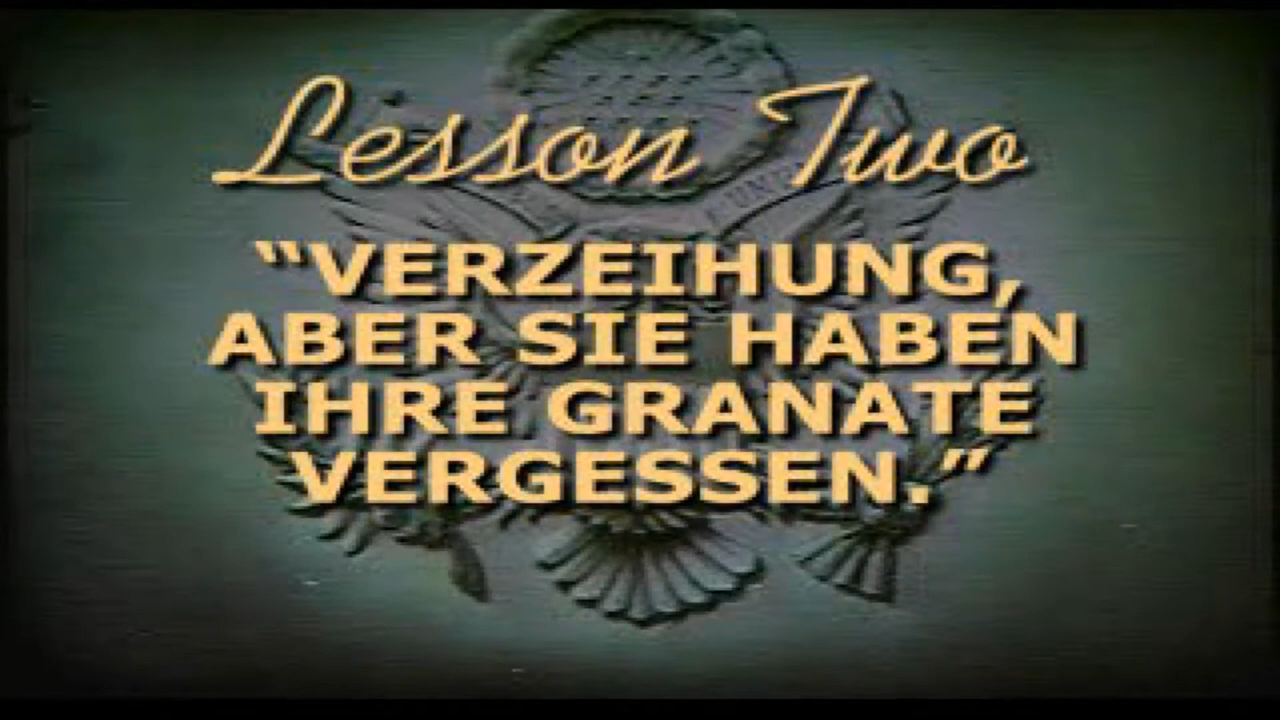 Lesson Two
“VERZEIHUNG,
ABER SIE HABEN
IHRE GRANATE
VERGESSEN.”